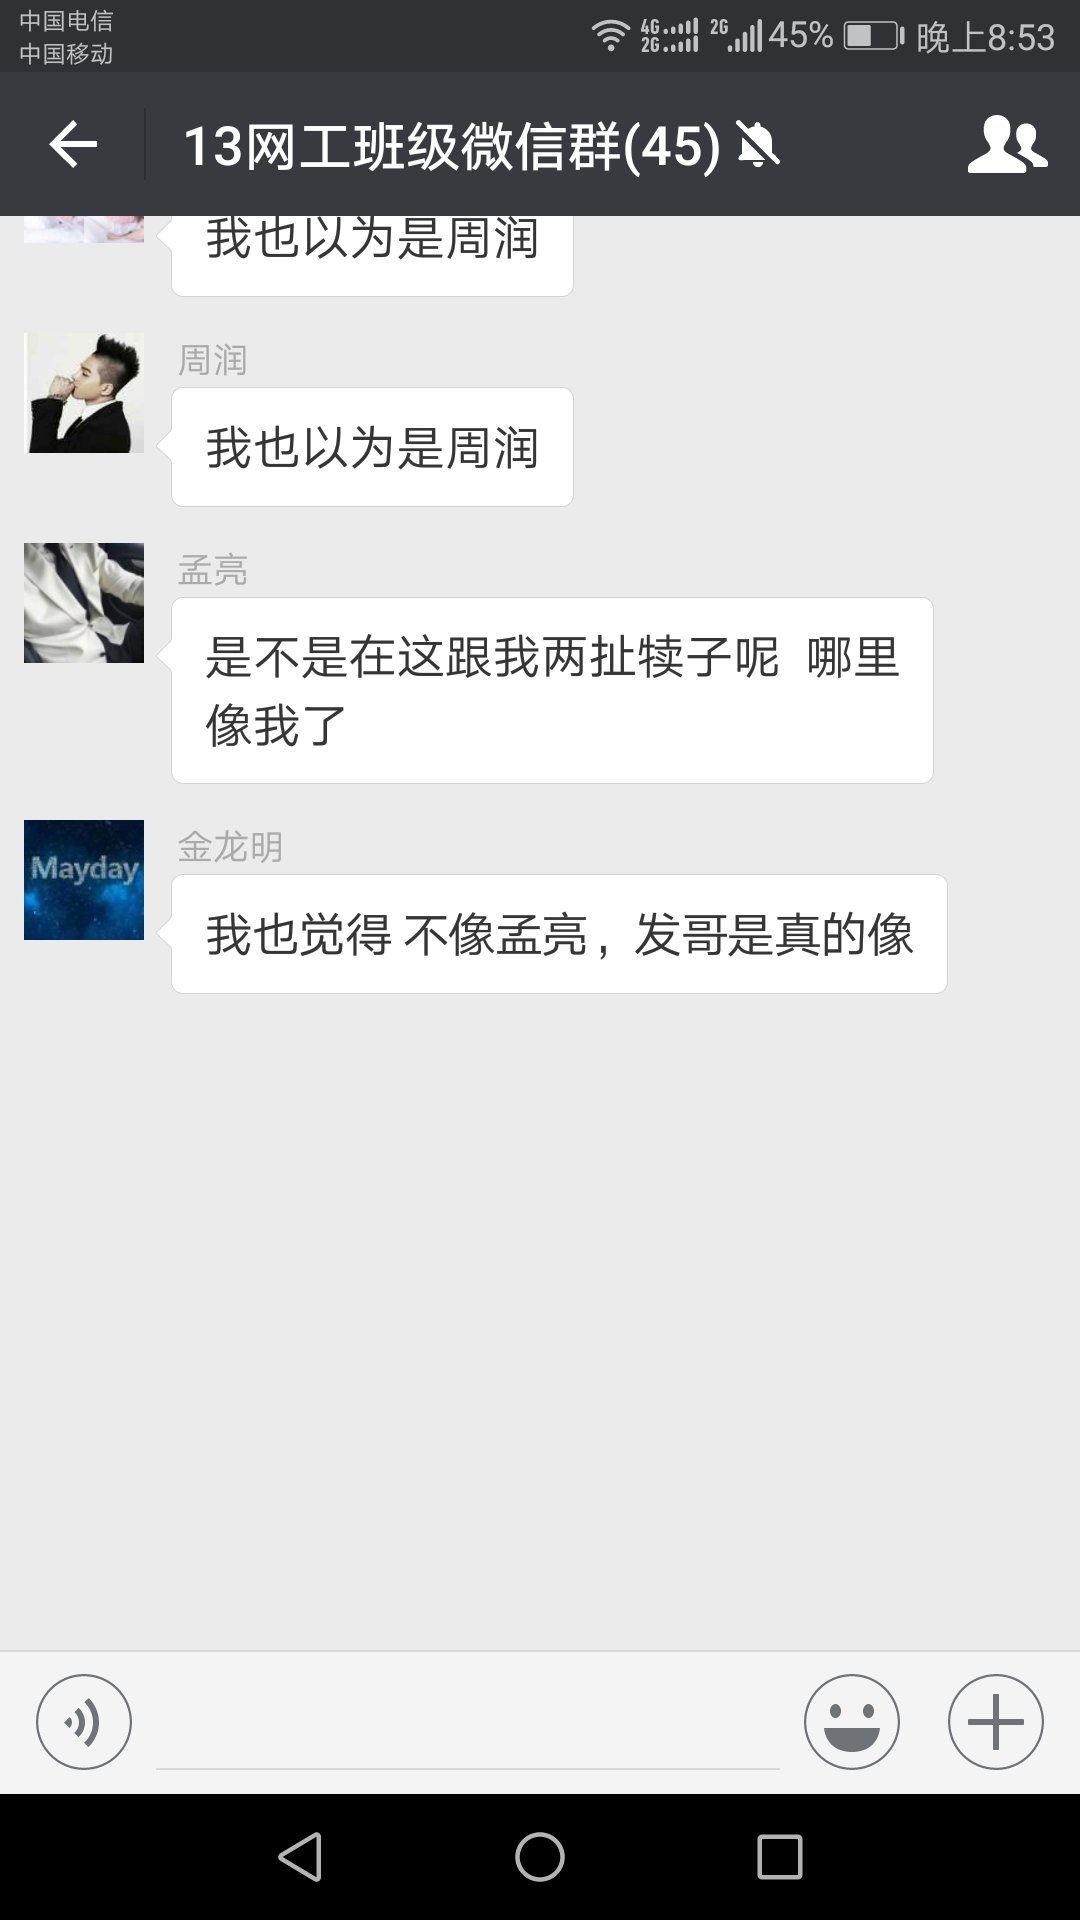 中国电信
中国移动
4G
2G
2G
45%
晚上8:53
13网工班级微信群(45)
我也以为是周润
周润
我也以为是周润
孟亮
是不是在这跟我两扯犊子呢 哪里
像我了
金龙明
Mayday
我也觉得 不像孟亮，发哥是真的像